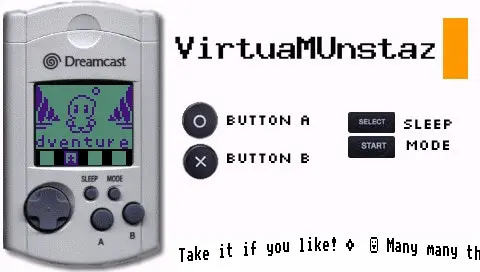 VirtuaMUnstaz
Dreamcast
BUTTON A
SELECT
SLEEP
dventure
BUTTON B
START
MODE
SLEEP
MODE
A
B
Take it if you like! Many many th